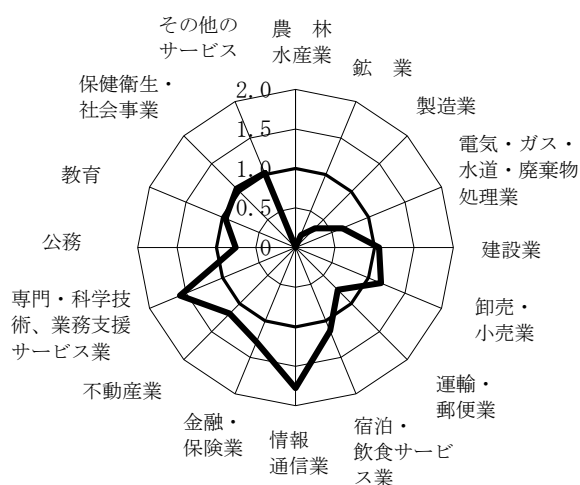 農　林
水産業
鉱　業
製造業
電気・ガス・
水道・廃棄物
処理業
建設業
卸売・
小売業
運輸・
郵便業
宿泊・
飲食サービ
ス業
情報
通信業
金融・
保険業
不動産業
専門・科学技
術、業務支援
サービス業
公務
教育
保健衛生・
社会事業
その他の
サービス
2.0
1.5
1.0
0.5
0